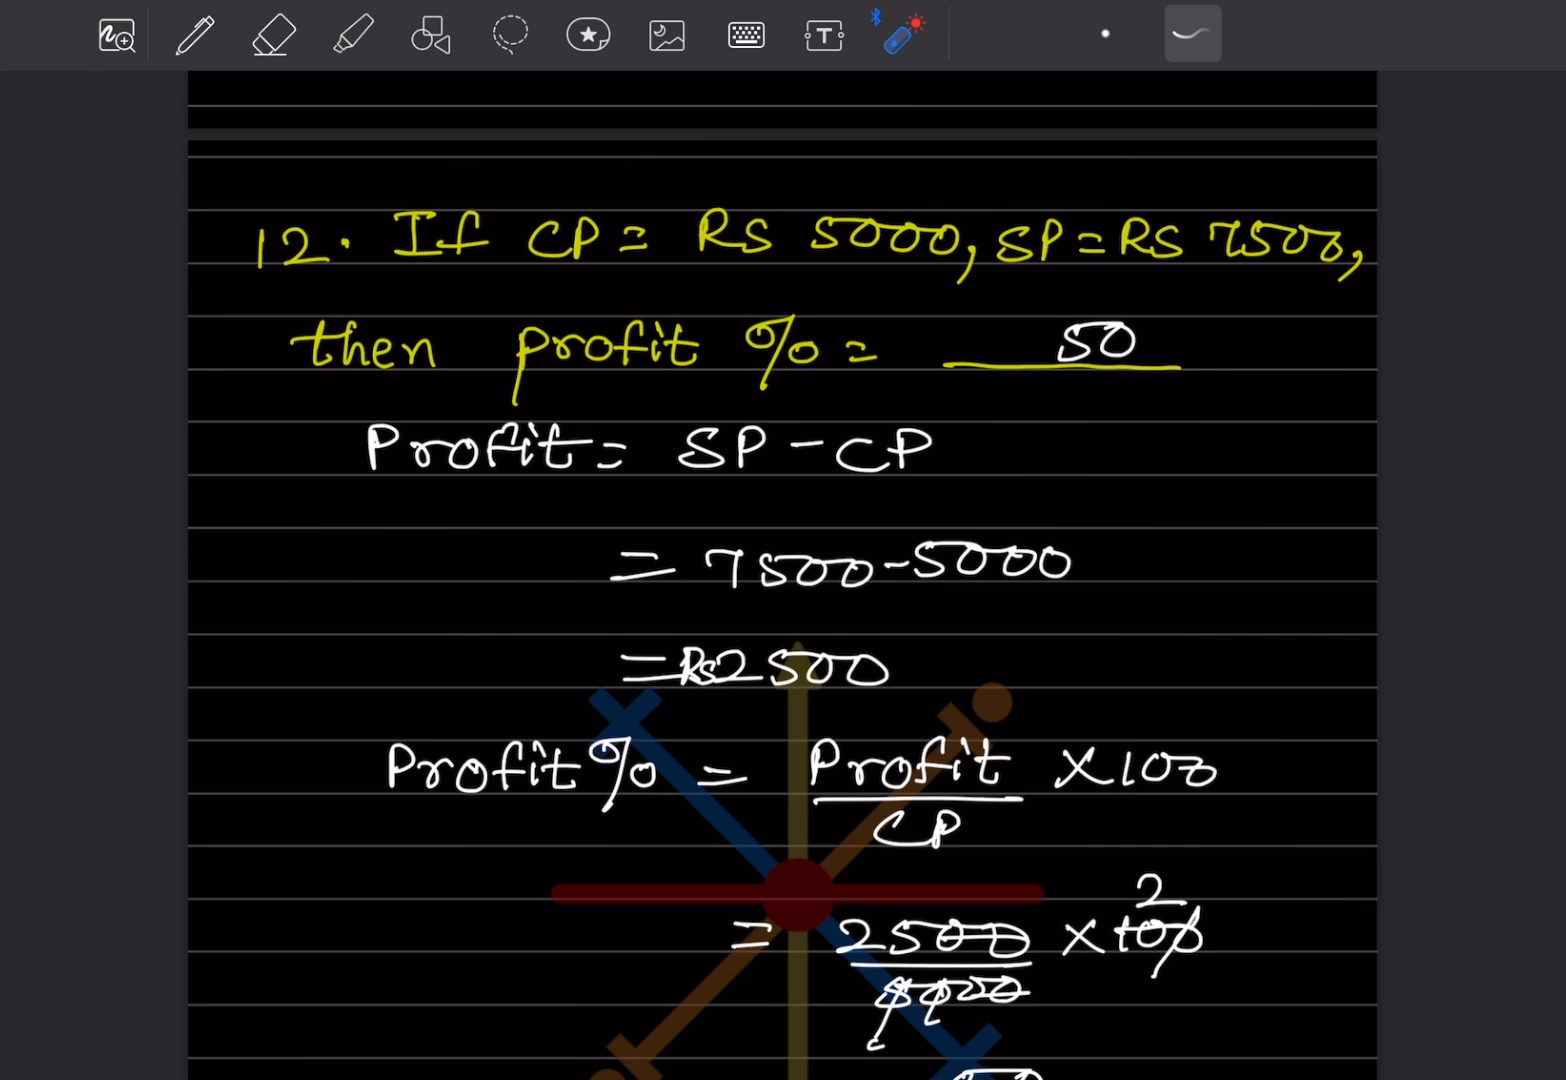 12. If CP = RS 5000, SP = RS 7500,
then profit % = 50
Profit = SP - CP
= 7500 - 5000
= Rs 2500
Profit % = Profit / CP × 100
2
= 2500 / 5000 × 100